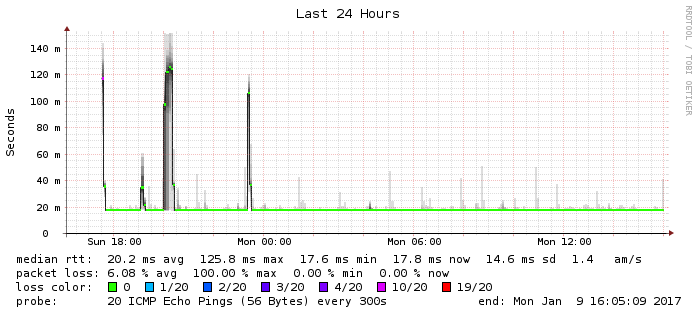 Last 24 Hours
RRDTOOL / TOBI OETIKER
Seconds
140 m
120 m
100 m
80 m
60 m
40 m
20 m
0
Sun 18:00 Mon 00:00 Mon 06:00 Mon 12:00
median rtt: 20.2 ms avg 125.8 ms max 17.6 ms min 17.8 ms now 14.6 ms sd 1.4 am/s
packet loss: 6.08 % avg 100.00 % max 0.00 % min 0.00 % now
loss color: 0 1/20 2/20 3/20 4/20 10/20 19/20
probe: 20 ICMP Echo Pings (56 Bytes) every 300s end: Mon Jan 9 16:05:09 2017